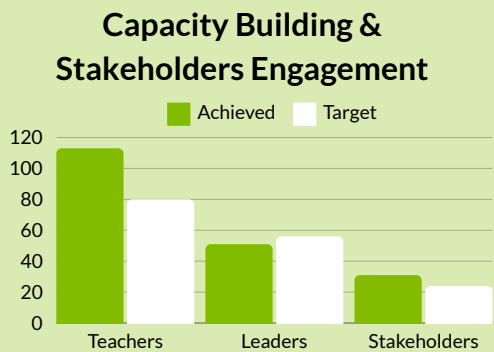 Capacity Building &
Stakeholders Engagement
Achieved Target
120
100
80
60
40
20
0
Teachers Leaders Stakeholders